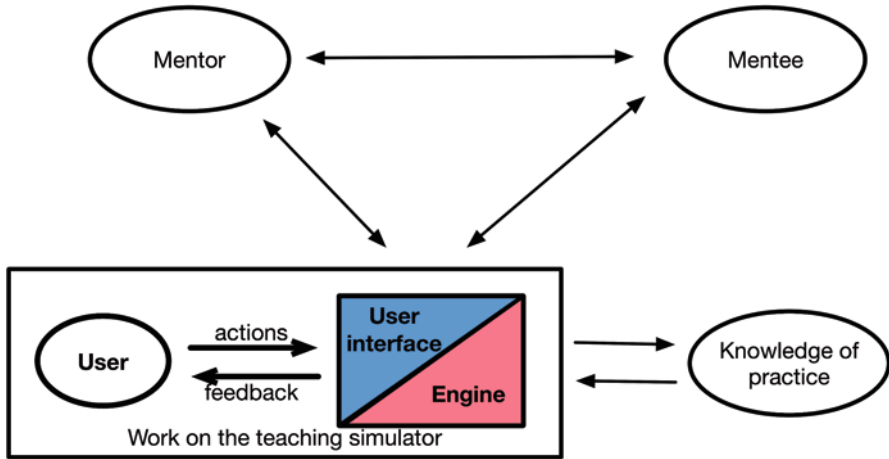 Mentor
Mentee
User
actions
feedback
User
interface
Engine
Work on the teaching simulator
Knowledge of
practice